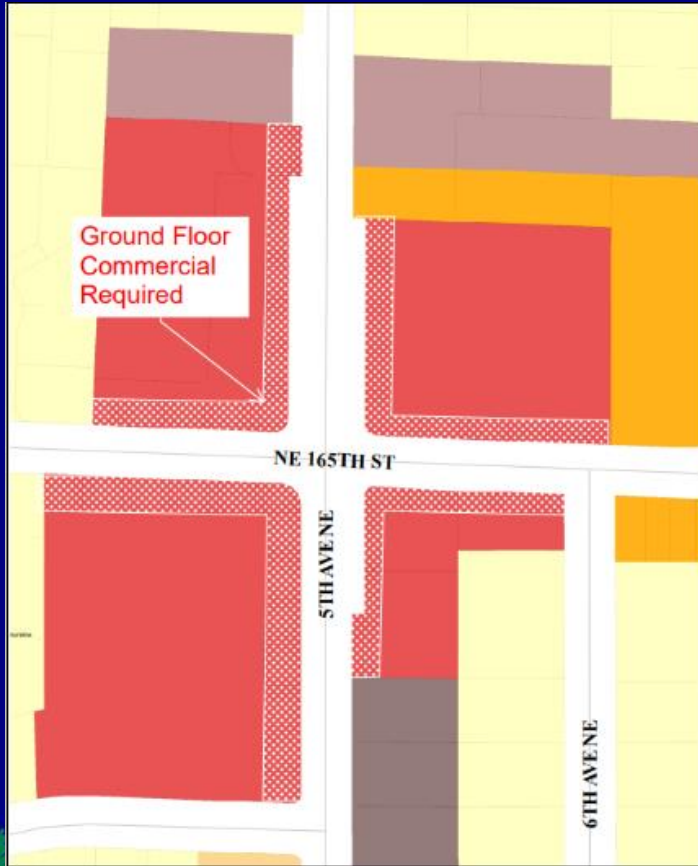 Ground Floor
Commercial
Required
NE 165TH ST
5TH AVE NE
6TH AVE NE